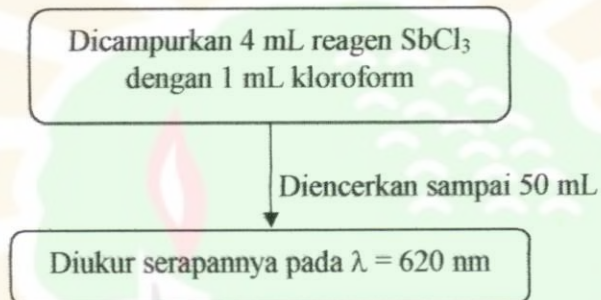 Dicampurkan 4 mL reagen SbCl₃
dengan 1 mL kloroform
Diencerkan sampai 50 mL
Diukur serapannya pada λ = 620 nm